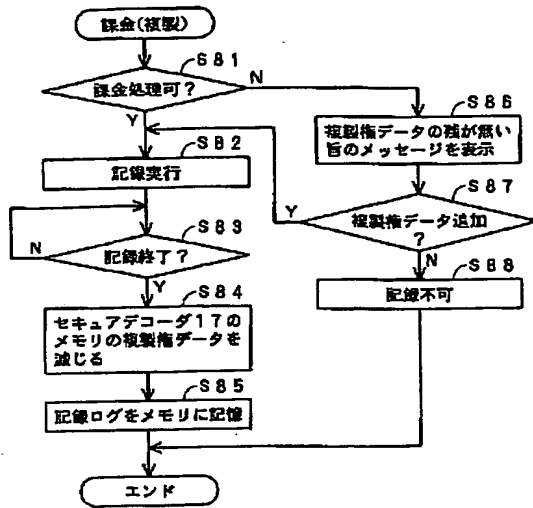 課金(複製)
S81
課金処理可?
N
Y
S82
記録実行
S83
記録終了?
N
Y
S84
セキュアデコーダ17の
メモリの複製権データを
減じる
S85
記録ログをメモリに記憶
エンド
S86
複製権データの残が無い
旨のメッセージを表示
S87
複製権データ追加
?
Y
N
S88
記録不可